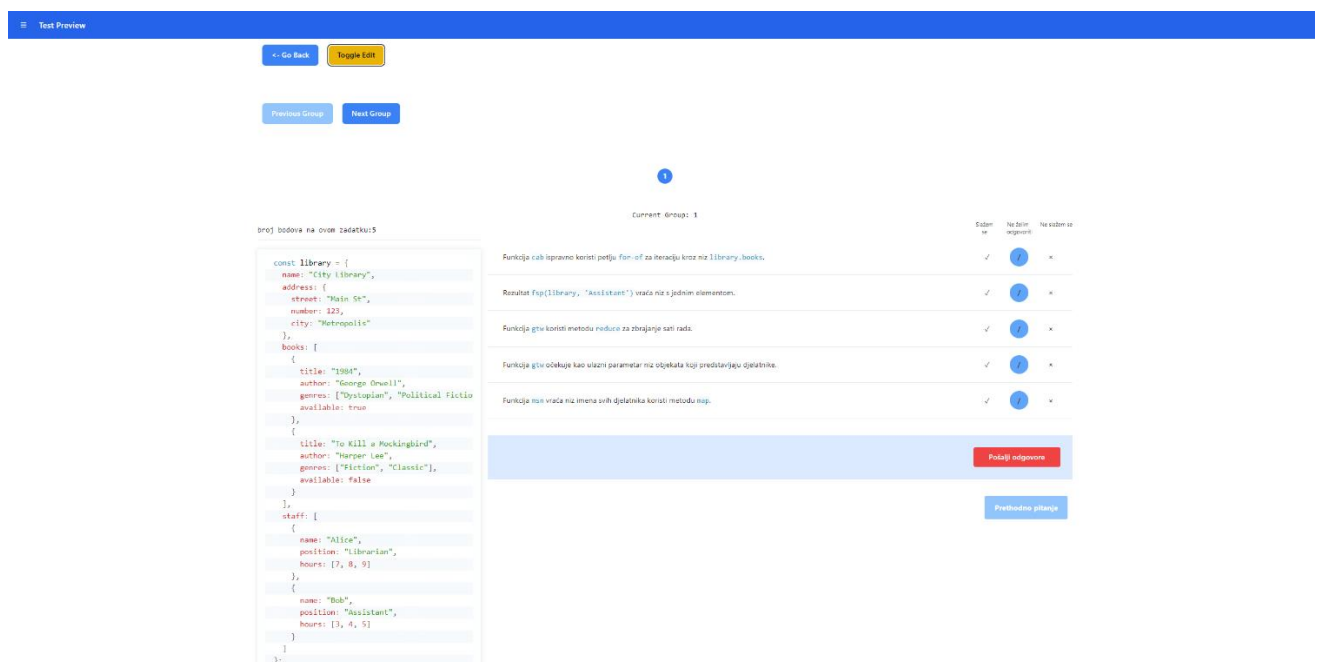 ☰ Test Preview
<- Go Back
Toggle Edit
Previous Group
Next Group
1
Current Group: 1
broj bodova na ovom zadatku:5
Slažem se
Ne želim odgovoriti
Ne slažem se
const library = {
name: "City Library",
address: {
street: "Main St",
number: 123,
city: "Metropolis"
},
books: [
{
title: "1984",
author: "George Orwell",
genres: ["Dystopian", "Political Fictio
available: true
},
{
title: "To Kill a Mockingbird",
author: "Harper Lee",
genres: ["Fiction", "Classic"],
available: false
}
],
staff: [
{
name: "Alice",
position: "Librarian",
hours: [7, 8, 9]
},
{
name: "Bob",
position: "Assistant",
hours: [3, 4, 5]
}
]
};
Funkcija cab ispravno koristi petlju for-of za iteraciju kroz niz library.books.
✓ / ×
Rezultat fsp(library, 'Assistant') vraća niz s jednim elementom.
✓ / ×
Funkcija gtw koristi metodu reduce za zbrajanje sati rada.
✓ / ×
Funkcija gtw očekuje kao ulazni parametar niz objekata koji predstavljaju djelatnike.
✓ / ×
Funkcija nsn vraća niz imena svih djelatnika koristi metodu map.
✓ / ×
Pošalji odgovore
Prethodno pitanje